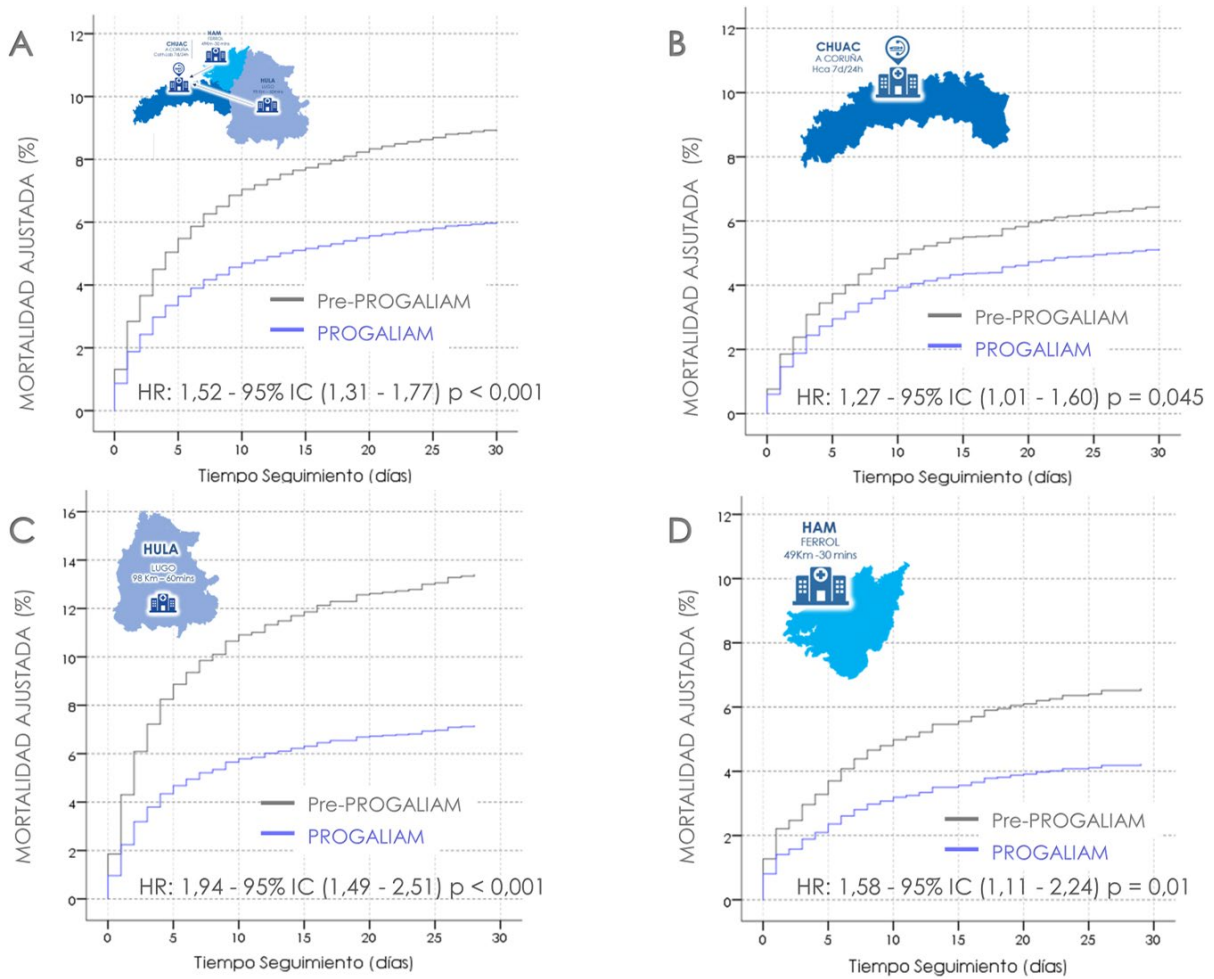 A
MORTALIDAD AJUSTADA (%)
12
10
8
6
4
2
0
CHUAC
A CORUÑA
HAM
FERROL
HULA
LUGO
Pre-PROGALIAM
PROGALIAM
HR: 1,52 - 95% IC (1,31 - 1,77) p < 0,001
0 5 10 15 20 25 30
Tiempo Seguimiento (días)
B
MORTALIDAD AJSUTADA (%)
12
10
8
6
4
2
0
CHUAC
A CORUÑA
Hca 7d/24h
Pre-PROGALIAM
PROGALIAM
HR: 1,27 - 95% IC (1,01 - 1,60) p = 0,045
0 5 10 15 20 25 30
Tiempo Seguimiento (días)
C
MORTALIDAD AJUSTADA (%)
16
14
12
10
8
6
4
2
0
HULA
LUGO
98 Km - 60mins
Pre-PROGALIAM
PROGALIAM
HR: 1,94 - 95% IC (1,49 - 2,51) p < 0,001
0 5 10 15 20 25 30
Tiempo Seguimiento (días)
D
MORTALIDAD AJUSTADA (%)
12
10
8
6
4
2
0
HAM
FERROL
49Km -30 mins
Pre-PROGALIAM
PROGALIAM
HR: 1,58 - 95% IC (1,11 - 2,24) p = 0,01
0 5 10 15 20 25 30
Tiempo Seguimiento (días)